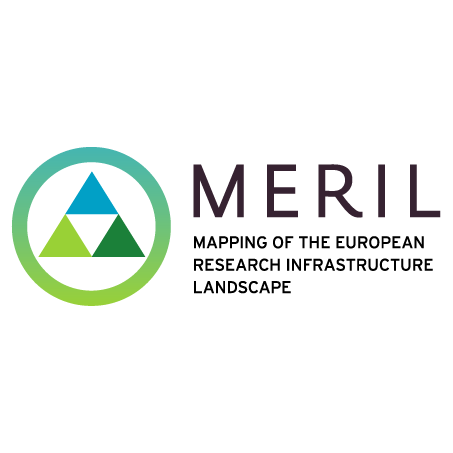 MERIL
MAPPING OF THE EUROPEAN
RESEARCH INFRASTRUCTURE
LANDSCAPE